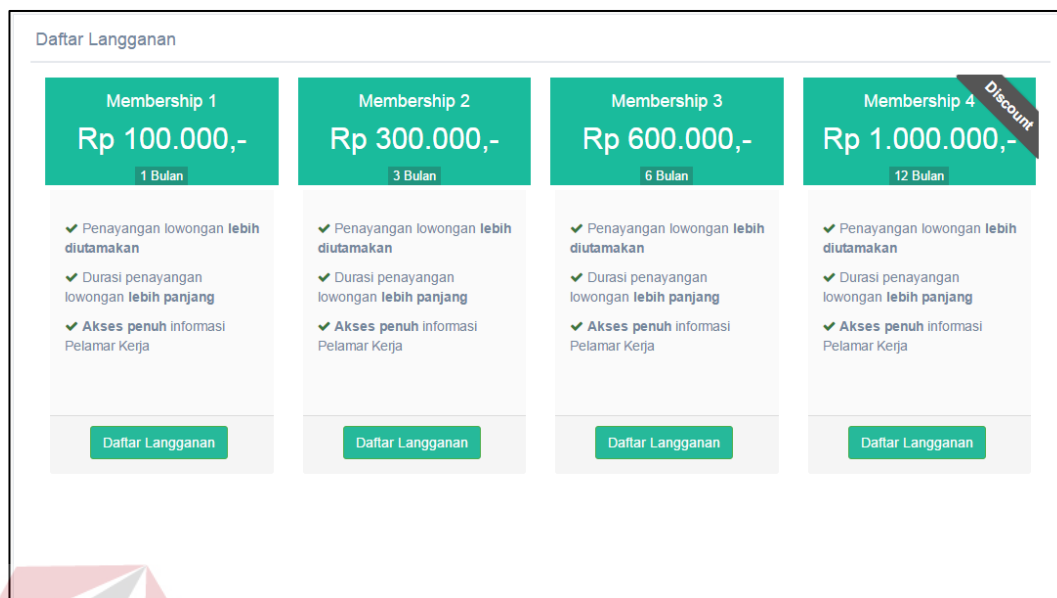 Daftar Langganan
Membership 1
Rp 100.000,-
1 Bulan
✔ Penayangan lowongan lebih
diutamakan
✔ Durasi penayangan
lowongan lebih panjang
✔ Akses penuh informasi
Pelamar Kerja
Daftar Langganan
Membership 2
Rp 300.000,-
3 Bulan
✔ Penayangan lowongan lebih
diutamakan
✔ Durasi penayangan
lowongan lebih panjang
✔ Akses penuh informasi
Pelamar Kerja
Daftar Langganan
Membership 3
Rp 600.000,-
6 Bulan
✔ Penayangan lowongan lebih
diutamakan
✔ Durasi penayangan
lowongan lebih panjang
✔ Akses penuh informasi
Pelamar Kerja
Daftar Langganan
Membership 4
Discount
Rp 1.000.000,-
12 Bulan
✔ Penayangan lowongan lebih
diutamakan
✔ Durasi penayangan
lowongan lebih panjang
✔ Akses penuh informasi
Pelamar Kerja
Daftar Langganan